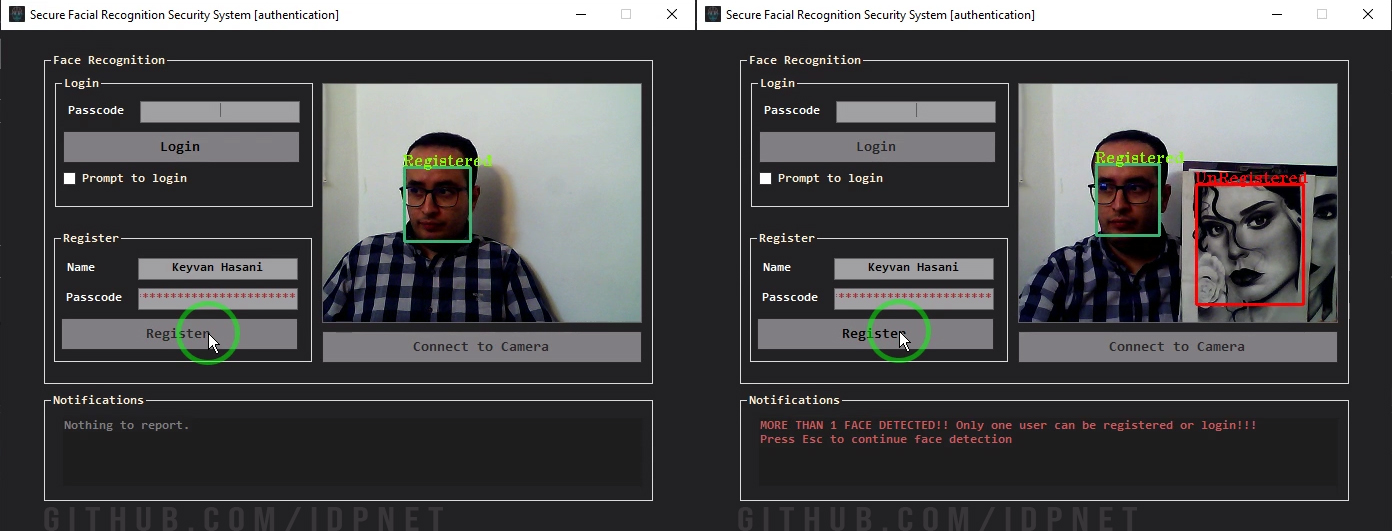 Secure Facial Recognition Security System [authentication]
Face Recognition
Login
Passcode
Login
Prompt to login
Registered
Register
Name
Keyvan Hasani
Passcode
**********************
Register
Connect to Camera
Notifications
Nothing to report.
GITHUB.COM/IDPNET
Secure Facial Recognition Security System [authentication]
Face Recognition
Login
Passcode
Login
Prompt to login
Registered
UnRegistered
Register
Name
Keyvan Hasani
Passcode
**********************
Register
Connect to Camera
Notifications
MORE THAN 1 FACE DETECTED!! Only one user can be registered or login!!!
Press Esc to continue face detection
GITHUB.COM/IDPNET